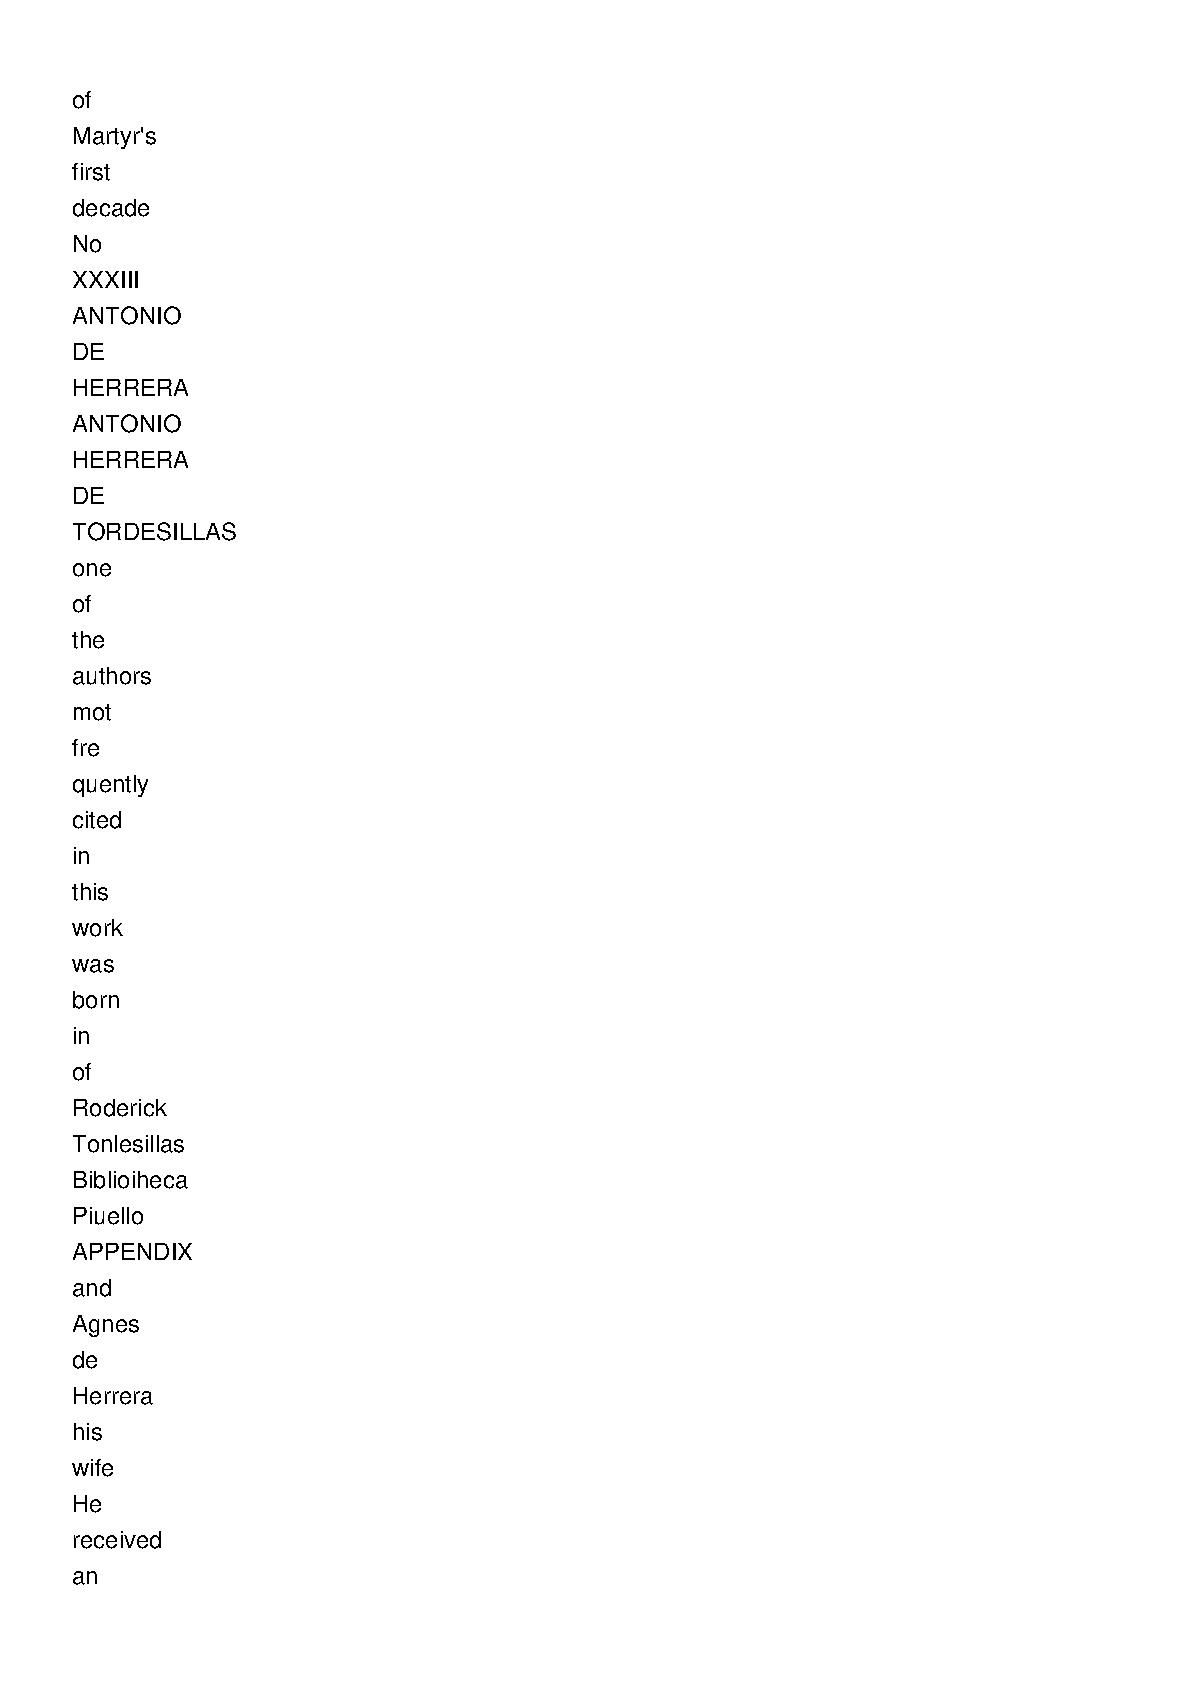 of
Martyr's
first
decade
No
XXXIII
ANTONIO
DE
HERRERA
ANTONIO
HERRERA
DE
TORDESILLAS
one
of
the
authors
mot
fre
quently
cited
in
this
work
was
born
in
of
Roderick
Tonlesillas
Biblioiheca
Piuello
APPENDIX
and
Agnes
de
Herrera
his
wife
He
received
an